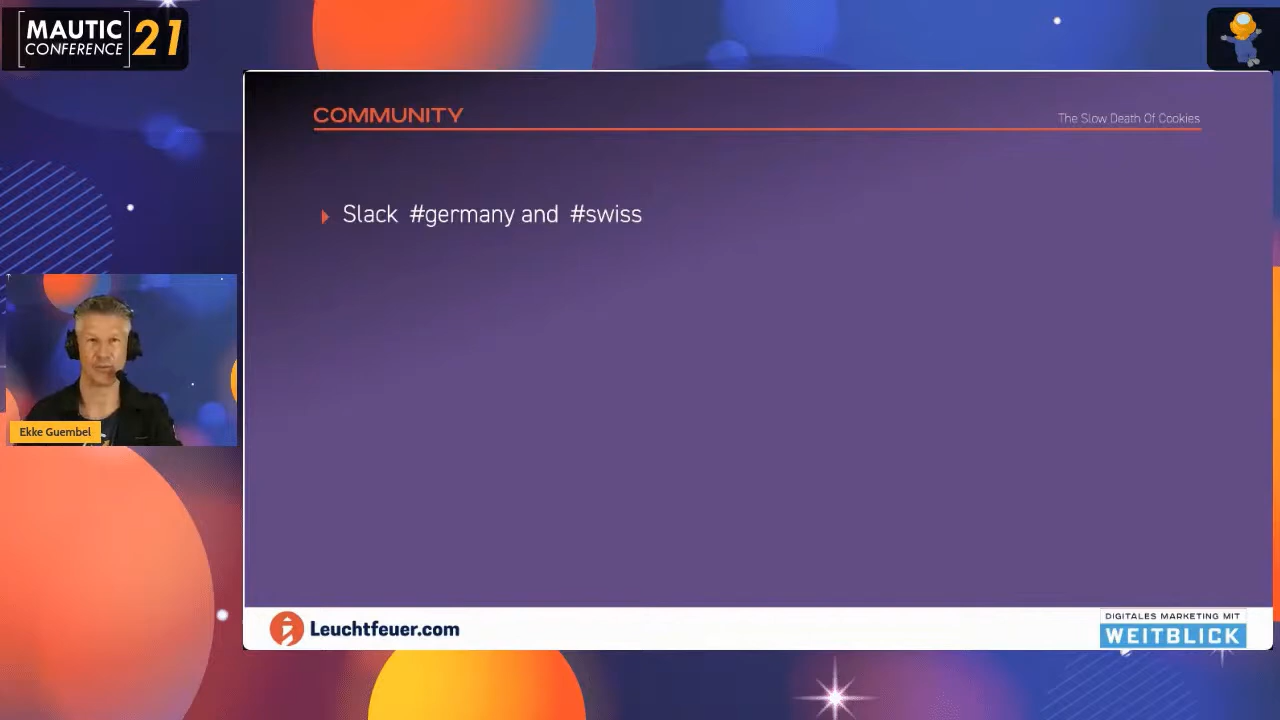 MAUTIC
CONFERENCE 21
COMMUNITY
The Slow Death Of Cookies
Slack #germany and #swiss
Ekke Guembel
Leuchtfeuer.com
DIGITALES MARKETING MIT
WEITBLICK